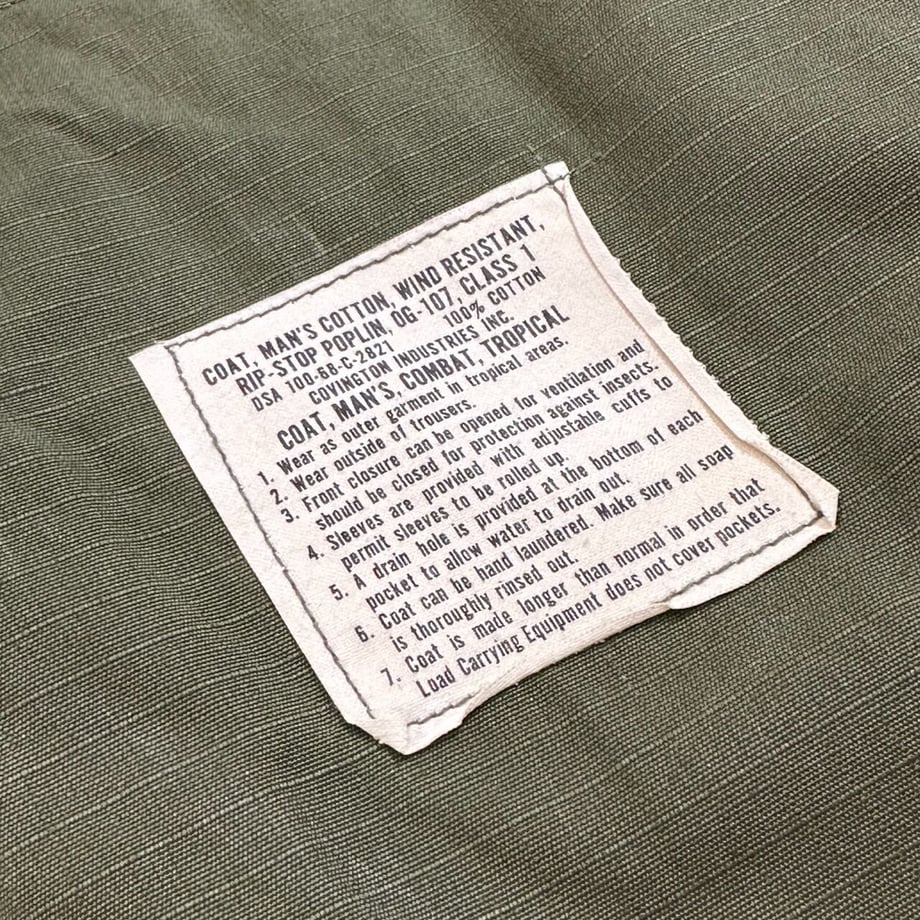 COAT, MAN'S COTTON, WIND RESISTANT,
RIP-STOP POPLIN, OG-107, CLASS 1
DSA 100-68-C-2821 100% COTTON
COVINGTON INDUSTRIES INC.
COAT, MAN'S, COMBAT, TROPICAL
1. Wear as outer garment in tropical areas.
2. Wear outside of trousers.
3. Front closure can be opened for ventilation and
should be closed for protection against insects.
4. Sleeves are provided with adjustable cuffs to
permit sleeves to be rolled up.
5. A drain hole is provided at the bottom of each
pocket to allow water to drain out.
6. Coat can be hand laundered. Make sure all soap
is thoroughly rinsed out.
7. Coat is made longer than normal in order that
Load Carrying Equipment does not cover pockets.